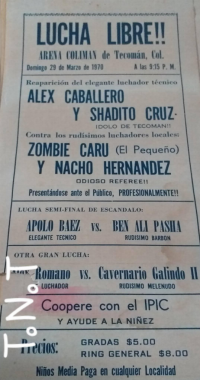 LUCHA LIBRE!!
ARENA COLIMAN de Tecomán, Col.
Domingo 29 de Marzo de 1970 A las 9:15 P. M.
Reaparición del elegante luchador técnico
ALEX CABALLERO
Y SHADITO CRUZ
IDOLO DE TECOMAN!!
Contra los rudísimos luchadores locales:
ZOMBIE CARU (El Pequeño)
Y NACHO HERNANDEZ
ODIOSO REFEREE!!
Presentándose ante el Público, PROFESIONALMENTE!!
LUCHA SEMI-FINAL DE ESCANDALO:
APOLO BAEZ vs. BEN ALI PASHA
ELEGANTE TECNICO RUDISIMO BARBON
OTRA GRAN LUCHA:
Romano vs. Cavernario Galindo II
LUCHADOR RUDISIMO MELENUDO
Coopere con el IPIC
Y AYUDE A LA NIÑEZ
Precios: GRADAS $5.00
RING GENERAL $8.00
Niños Media Paga en cualquier Localidad
TONOT